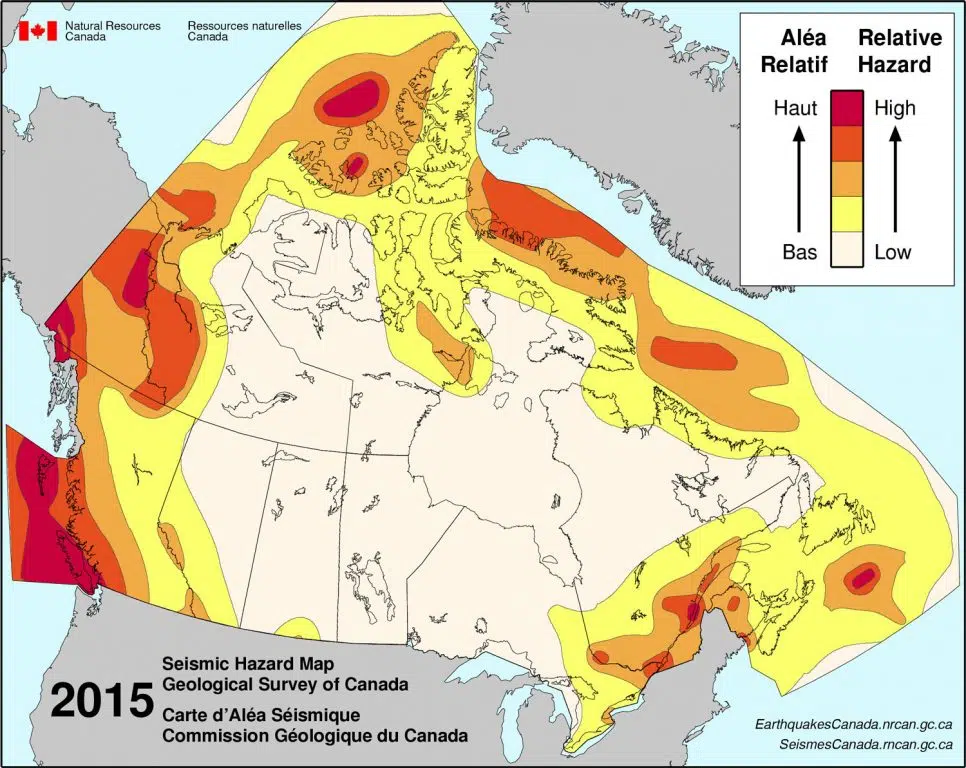 Natural Resources
Canada
Ressources naturelles
Canada
Aléa
Relatif
Relative
Hazard
Haut
High
Bas
Low
2015
Seismic Hazard Map
Geological Survey of Canada
Carte d'Aléa Séismique
Commission Géologique du Canada
EarthquakesCanada.nrcan.gc.ca
SeismesCanada.rncan.gc.ca